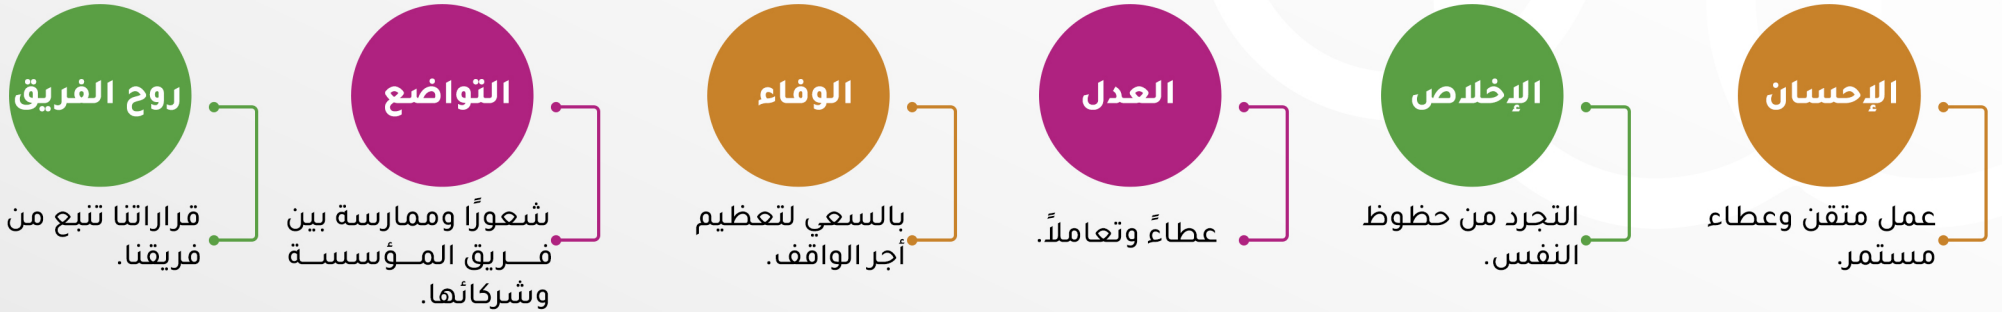 الإحسان
عمل متقن وعطاء
مستمر.
الإخلاص
التجرد من حظوظ
النفس.
العدل
عطاءً وتعاملاً.
الوفاء
بالسعي لتعظيم
أجر الواقف.
التواضع
شعورًا وممارسة بين
فـــريق المـــؤسســـة
وشركائها.
روح الفريق
قراراتنا تنبع من
فريقنا.